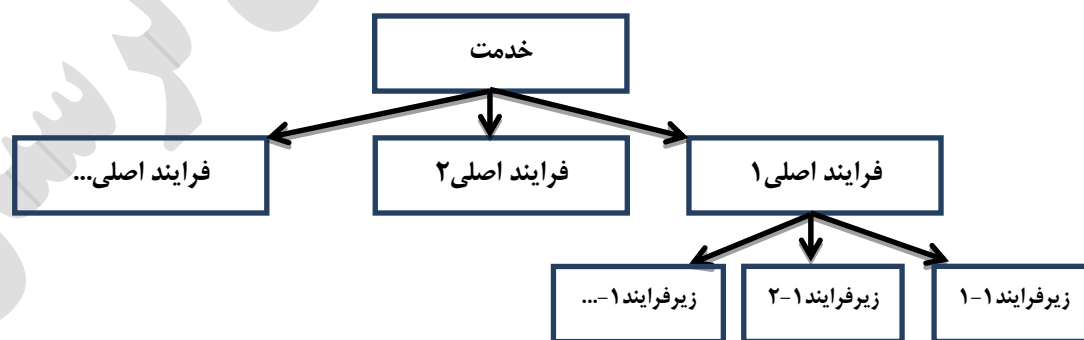 خدمت
فرایند اصلی۱
فرایند اصلی۲
فرایند اصلی...
زیرفرایند۱-۱
زیرفرایند۱-۲
زیرفرایند۱-...